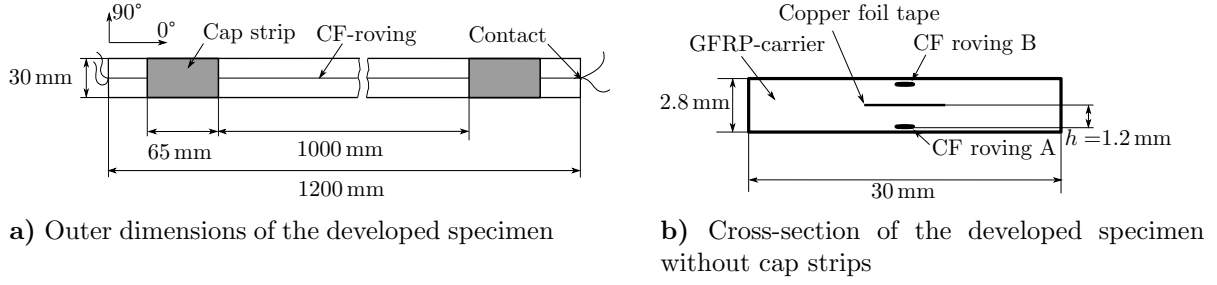 90°
0°
Cap strip
CF-roving
Contact
30 mm
65 mm
1000 mm
1200 mm
a) Outer dimensions of the developed specimen
Copper foil tape
GFRP-carrier
CF roving B
2.8 mm
CF roving A
h =1.2 mm
30 mm
b) Cross-section of the developed specimen
without cap strips